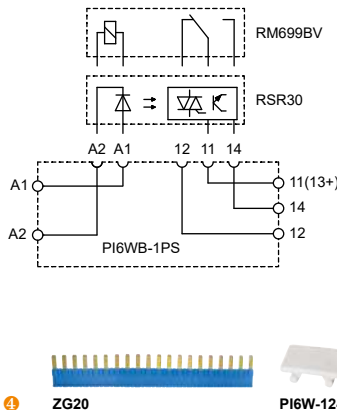 RM699BV
RSR30
A2 A1 12 11 14
A1 11(13+)
14
A2 12
PI6WB-1PS
4 ZG20 PI6W-12